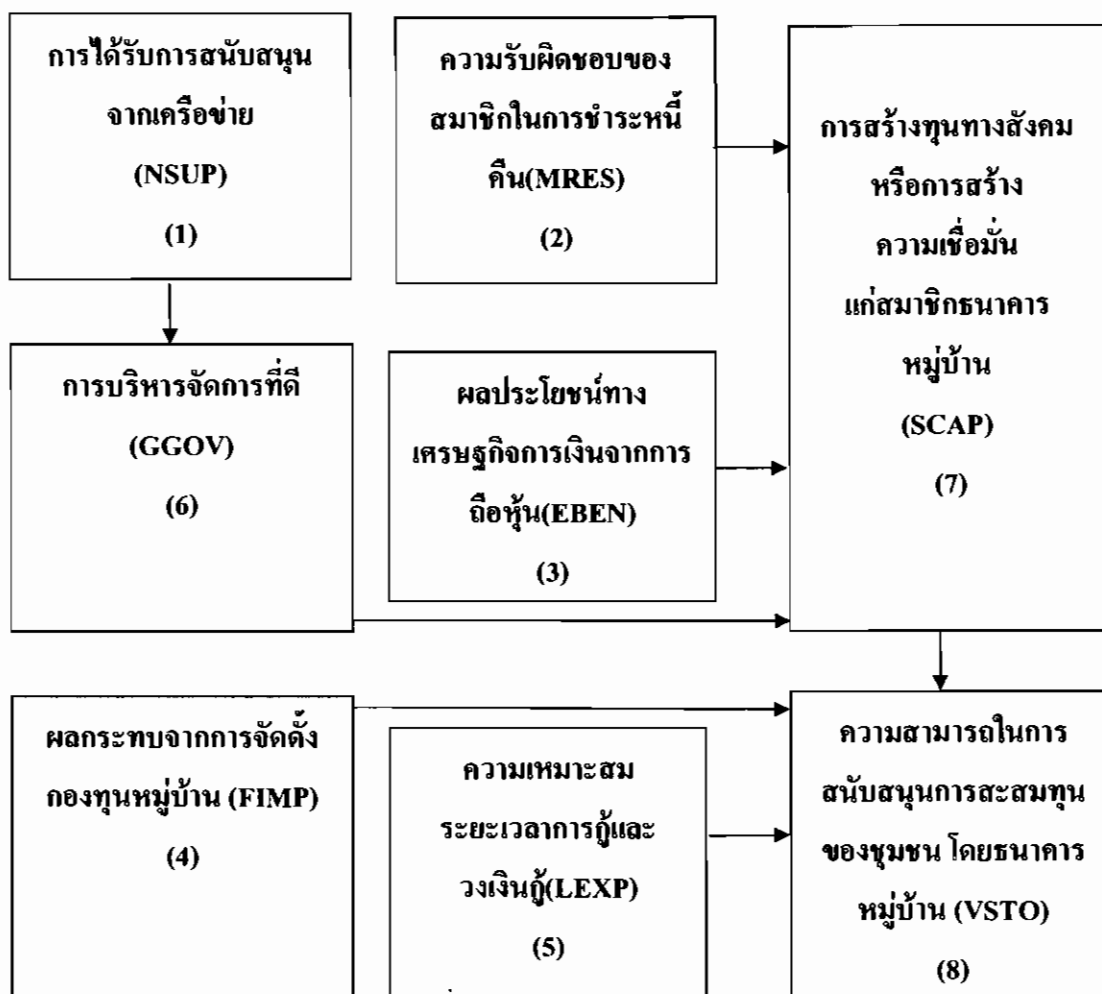 การได้รับการสนับสนุน
จากเครือข่าย
(NSUP)
(1)
ความรับผิดชอบของ
สมาชิกในการชำระหนี้
คืน(MRES)
(2)
การสร้างทุนทางสังคม
หรือการสร้าง
ความเชื่อมั่น
แก่สมาชิกธนาคาร
หมู่บ้าน
(SCAP)
(7)
การบริหารจัดการที่ดี
(GGOV)
(6)
ผลประโยชน์ทาง
เศรษฐกิจการเงินจากการ
ถือหุ้น(EBEN)
(3)
ผลกระทบจากการจัดตั้ง
กองทุนหมู่บ้าน (FIMP)
(4)
ความเหมาะสม
ระยะเวลาการกู้และ
วงเงินกู้(LEXP)
(5)
ความสามารถในการ
สนับสนุนการสะสมทุน
ของชุมชน โดยธนาคาร
หมู่บ้าน (VSTO)
(8)